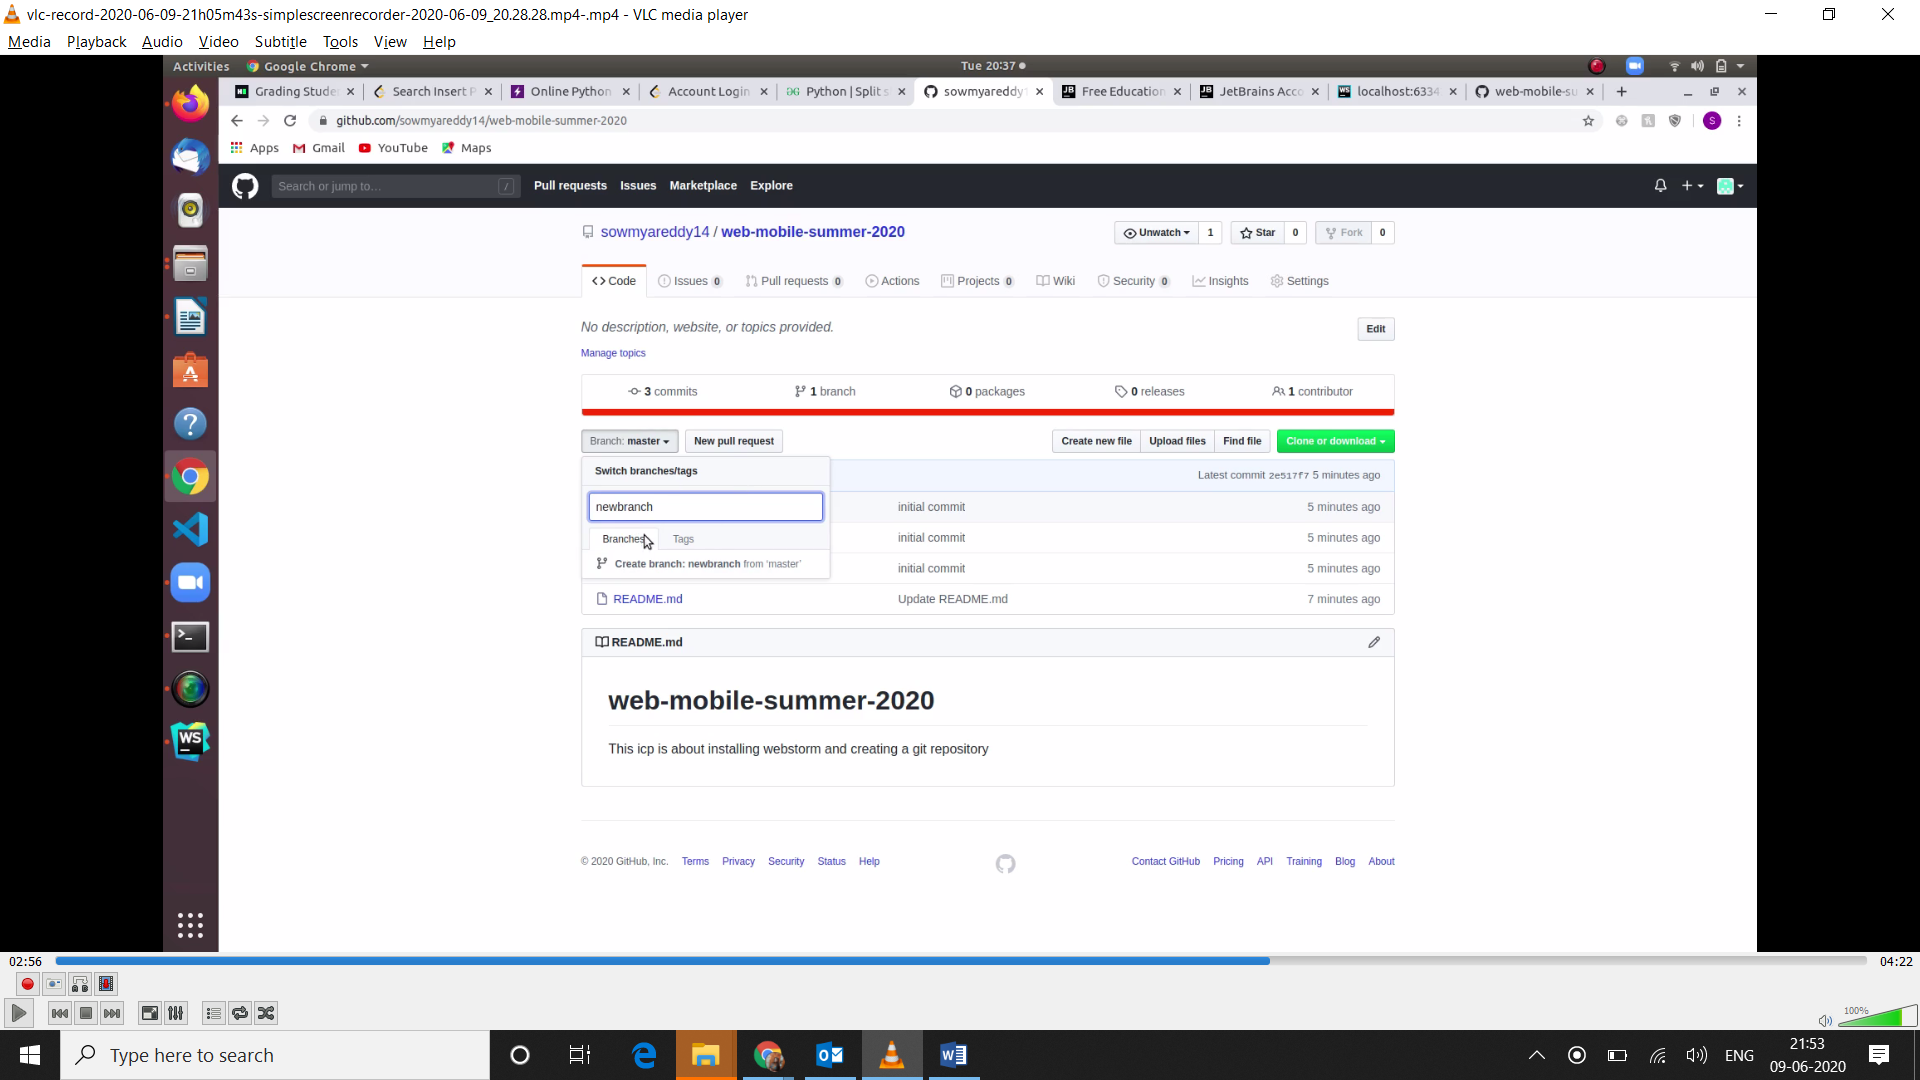 vlc-record-2020-06-09-21h05m43s-simplescreenrecorder-2020-06-09_20.28.28.mp4-.mp4 - VLC media player
Media Playback Audio Video Subtitle Tools View Help
Activities Google Chrome Tue 20:37
Grading Stude Search Insert P Online Python Account Login Python | Split s sowmyareddy1 Free Education JetBrains Acco localhost:6334 web-mobile-su
github.com/sowmyareddy14/web-mobile-summer-2020 S
Apps Gmail YouTube Maps
Search or jump to… / Pull requests Issues Marketplace Explore
sowmyareddy14 / web-mobile-summer-2020 Unwatch 1 Star 0 Fork 0
Code Issues 0 Pull requests 0 Actions Projects 0 Wiki Security 0 Insights Settings
No description, website, or topics provided. Edit
Manage topics
3 commits 1 branch 0 packages 0 releases 1 contributor
Branch: master New pull request Create new file Upload files Find file Clone or download
Switch branches/tags Latest commit 2e517f7 5 minutes ago
newbranch initial commit 5 minutes ago
Branches Tags initial commit 5 minutes ago
Create branch: newbranch from ‘master’ initial commit 5 minutes ago
README.md Update README.md 7 minutes ago
README.md
web-mobile-summer-2020
This icp is about installing webstorm and creating a git repository
© 2020 GitHub, Inc. Terms Privacy Security Status Help Contact GitHub Pricing API Training Blog About
02:56 04:22
100%
Type here to search ENG 21:53
09-06-2020